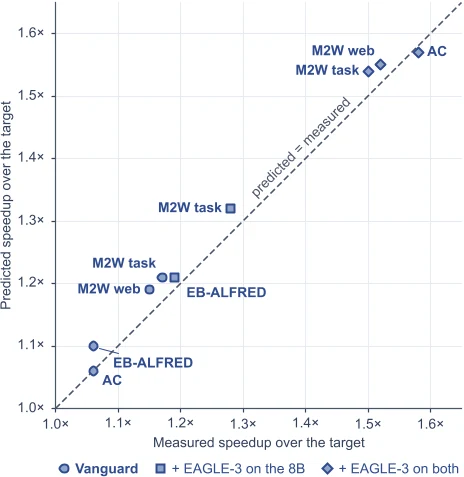 Predicted speedup over the target
1.6×
1.5×
1.4×
1.3×
1.2×
1.1×
1.0×
M2W web
AC
M2W task
predicted = measured
M2W task
M2W task
M2W web
EB-ALFRED
EB-ALFRED
AC
1.0×
1.1×
1.2×
1.3×
1.4×
1.5×
1.6×
Measured speedup over the target
Vanguard
+ EAGLE-3 on the 8B
+ EAGLE-3 on both